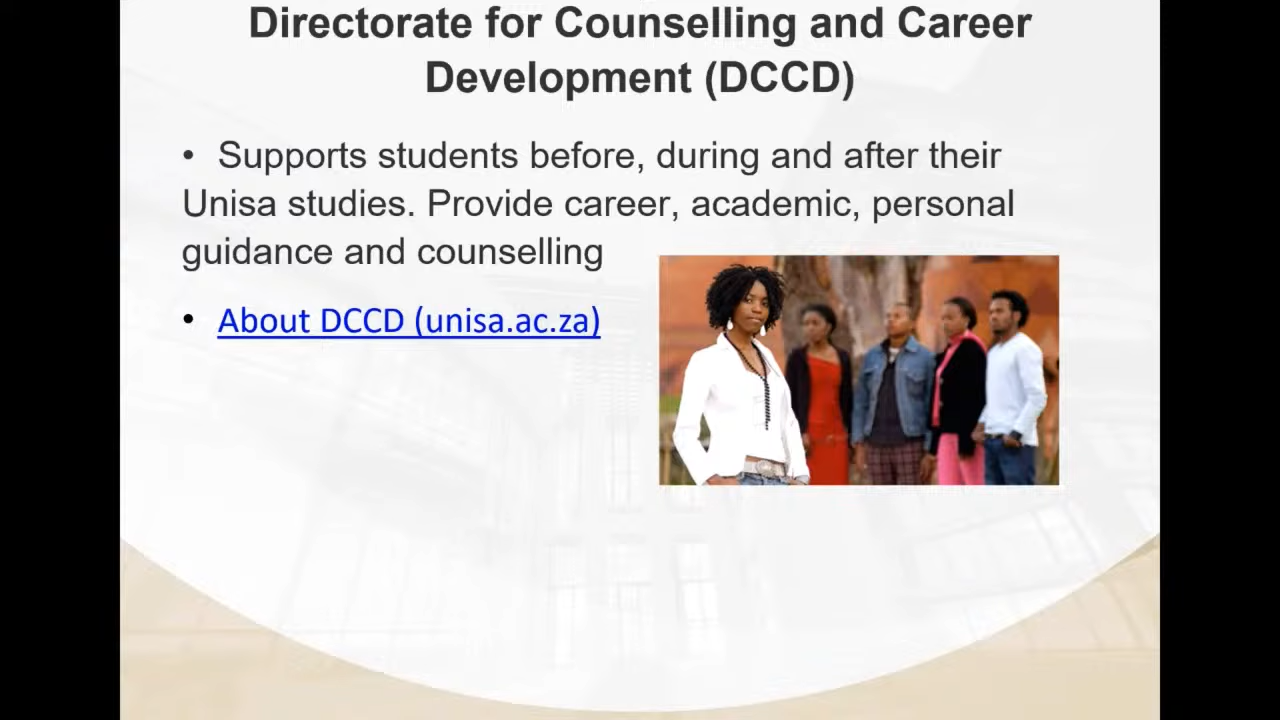 Directorate for Counselling and Career
Development (DCCD)
• Supports students before, during and after their
Unisa studies. Provide career, academic, personal
guidance and counselling
• About DCCD (unisa.ac.za)